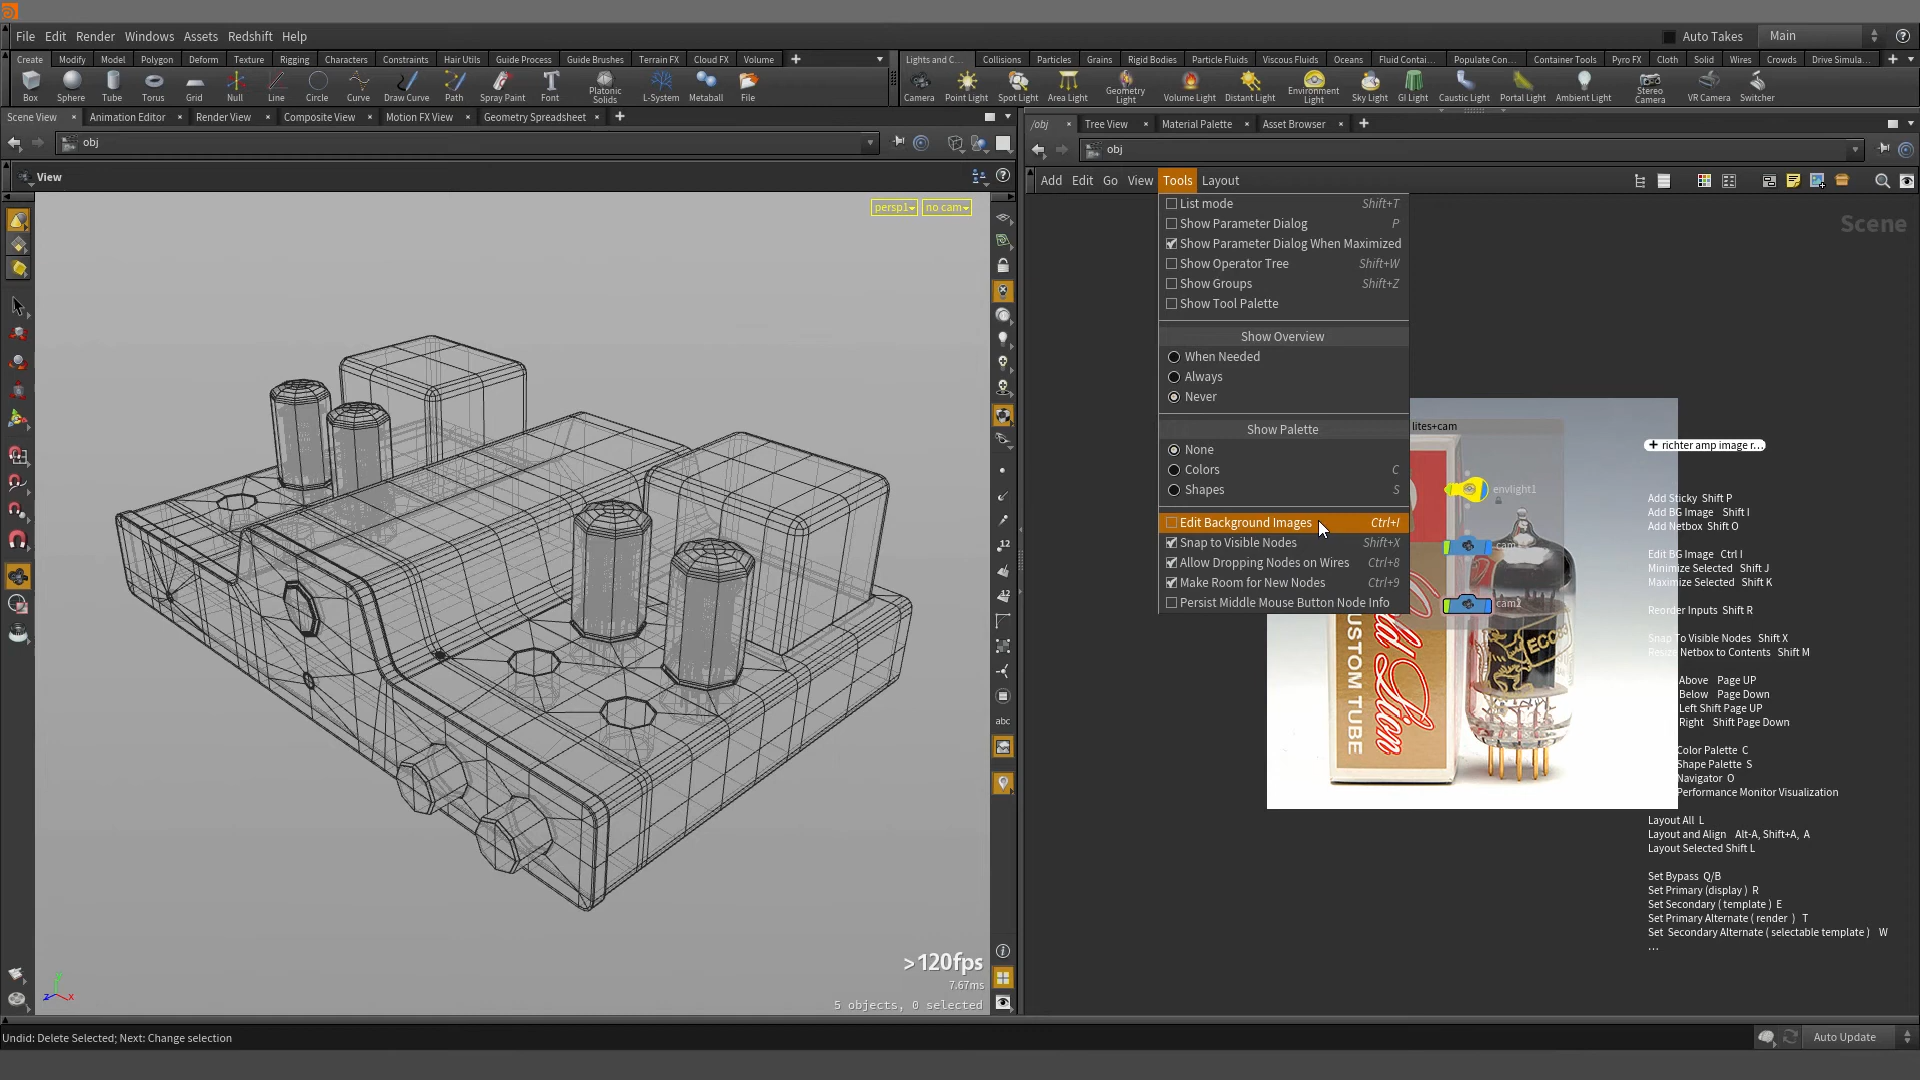 File Edit Render Windows Assets Redshift Help
Auto Takes Main
Create Modify Model Polygon Deform Texture Rigging Characters Constraints Hair Utils Guide Process Guide Brushes Terrain FX Cloud FX Volume
Lights and C... Collisions Particles Grains Rigid Bodies Particle Fluids Viscous Fluids Oceans Fluid Contai... Populate Con... Container Tools Pyro FX Cloth Solid Wires Crowds Drive Simula...
Box Sphere Tube Torus Grid Null Line Circle Curve Draw Curve Path Spray Paint Font Platonic Solids L-System Metaball File
Camera Point Light Spot Light Area Light Geometry Light Volume Light Distant Light Environment Light Sky Light GI Light Caustic Light Portal Light Ambient Light Stereo Camera VR Camera Switcher
Scene View Animation Editor Render View Composite View Motion FX View Geometry Spreadsheet
/obj Tree View Material Palette Asset Browser
obj
obj
View
Add Edit Go View Tools Layout
persp1 no cam
Scene
List mode Shift+T
Show Parameter Dialog P
Show Parameter Dialog When Maximized
Show Operator Tree Shift+W
Show Groups Shift+Z
Show Tool Palette
Show Overview
When Needed
Always
Never
Show Palette
None
Colors C
Shapes S
Edit Background Images Ctrl+I
Snap to Visible Nodes Shift+X
Allow Dropping Nodes on Wires Ctrl+8
Make Room for New Nodes Ctrl+9
Persist Middle Mouse Button Node Info
lites+cam
envlight1
cam2
richter amp image r...
Add Sticky Shift P
Add BG Image Shift I
Add Netbox Shift O
Edit BG Image Ctrl I
Minimize Selected Shift J
Maximize Selected Shift K
Reorder Inputs Shift R
Snap To Visible Nodes Shift X
Resize Netbox to Contents Shift M
Above Page UP
Below Page Down
Left Shift Page UP
Right Shift Page Down
Color Palette C
Shape Palette S
Navigator O
Performance Monitor Visualization
Layout All L
Layout and Align Alt-A, Shift+A, A
Layout Selected Shift L
Set Bypass Q/B
Set Primary (display ) R
Set Secondary ( template ) E
Set Primary Alternate ( render ) T
Set Secondary Alternate ( selectable template ) W
...
USTOM TUBE
Gold Lion
12
12
abc
>120fps
7.67ms
5 objects, 0 selected
z y x
Undid: Delete Selected; Next: Change selection
Auto Update